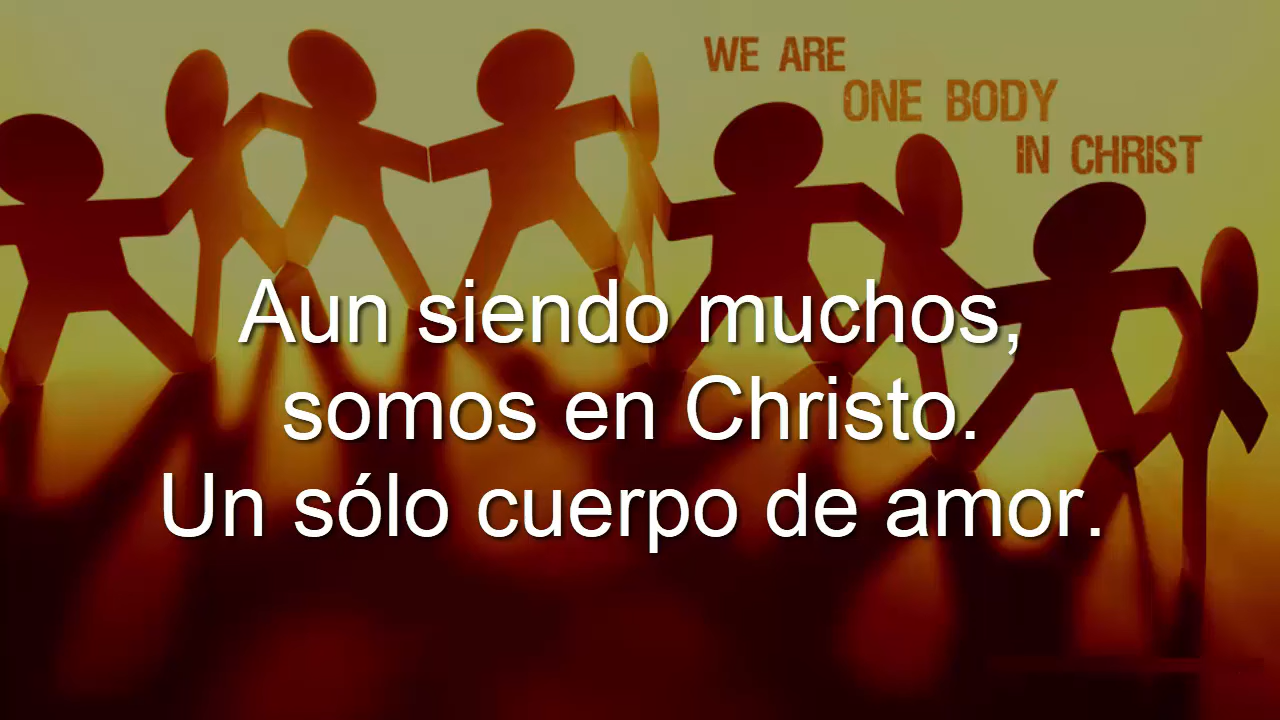 WE ARE
ONE BODY
IN CHRIST
Aun siendo muchos,
somos en Christo.
Un sólo cuerpo de amor.